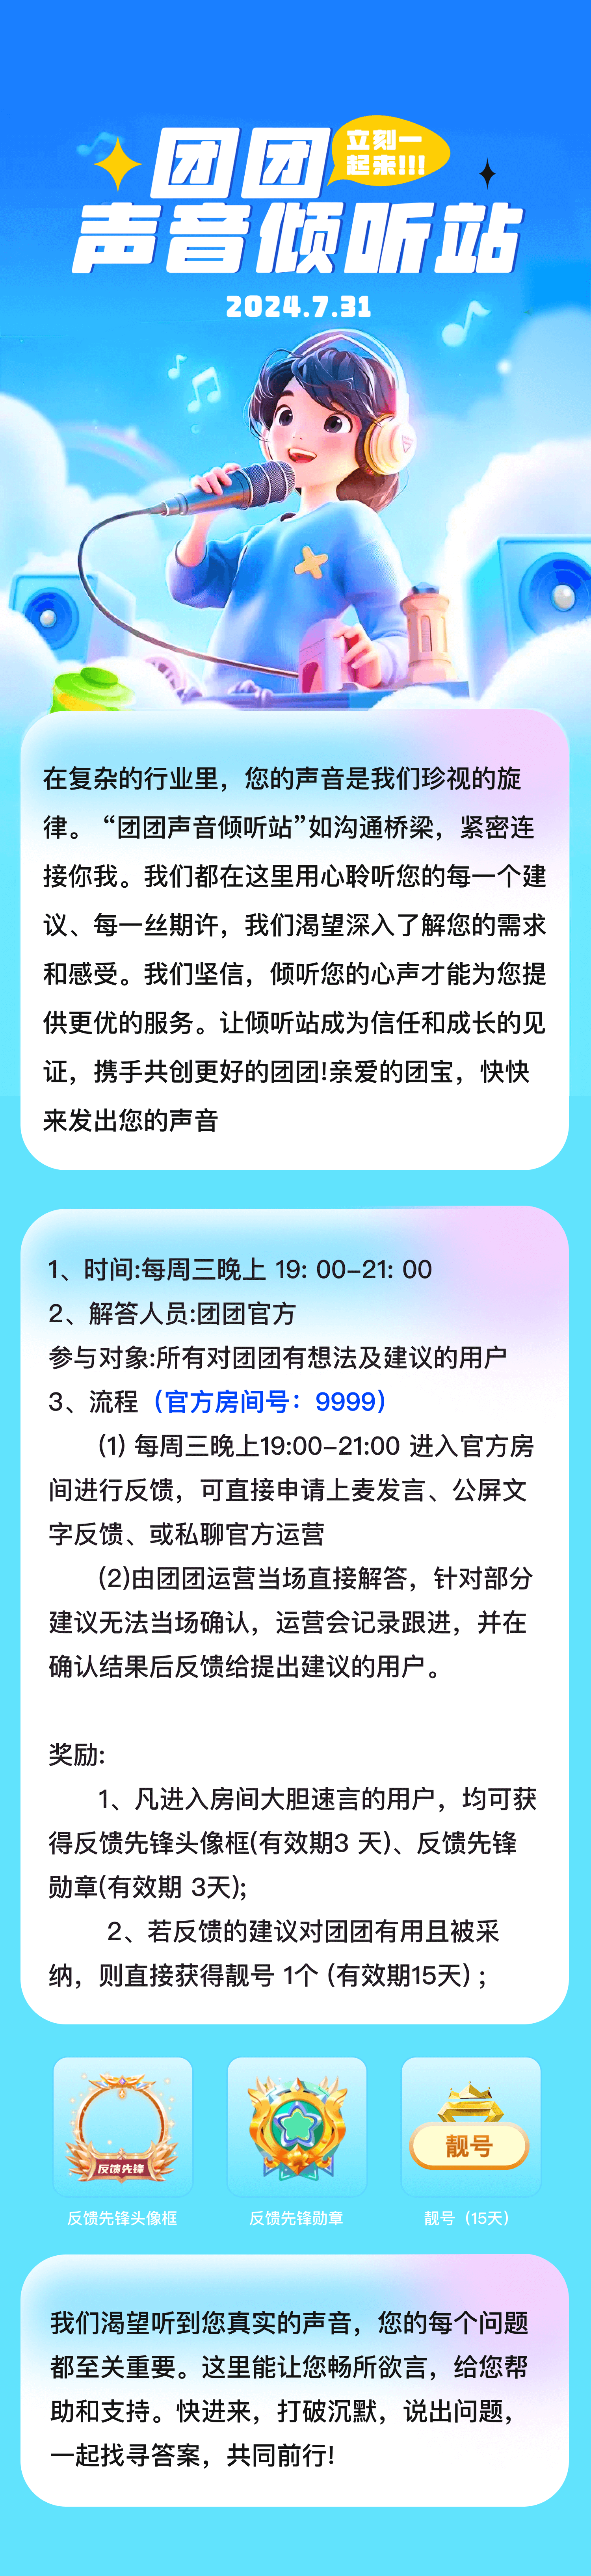 团团
立刻一
起来!!!
声音倾听站
2024.7.31
在复杂的行业里，您的声音是我们珍视的旋
律。“团团声音倾听站”如沟通桥梁，紧密连
接你我。我们都在这里用心聆听您的每一个建
议、每一丝期许，我们渴望深入了解您的需求
和感受。我们坚信，倾听您的心声才能为您提
供更优的服务。让倾听站成为信任和成长的见
证，携手共创更好的团团!亲爱的团宝，快快
来发出您的声音
1、时间:每周三晚上 19: 00-21: 00
2、解答人员:团团官方
参与对象:所有对团团有想法及建议的用户
3、流程（官方房间号：9999）
(1) 每周三晚上19:00-21:00 进入官方房
间进行反馈，可直接申请上麦发言、公屏文
字反馈、或私聊官方运营
(2)由团团运营当场直接解答，针对部分
建议无法当场确认，运营会记录跟进，并在
确认结果后反馈给提出建议的用户。
奖励:
1、凡进入房间大胆速言的用户，均可获
得反馈先锋头像框(有效期3 天)、反馈先锋
勋章(有效期 3天);
2、若反馈的建议对团团有用且被采
纳，则直接获得靓号 1个 (有效期15天)；
反馈先锋
靓号
反馈先锋头像框
反馈先锋勋章
靓号（15天）
我们渴望听到您真实的声音，您的每个问题
都至关重要。这里能让您畅所欲言，给您帮
助和支持。快进来，打破沉默，说出问题，
一起找寻答案，共同前行!